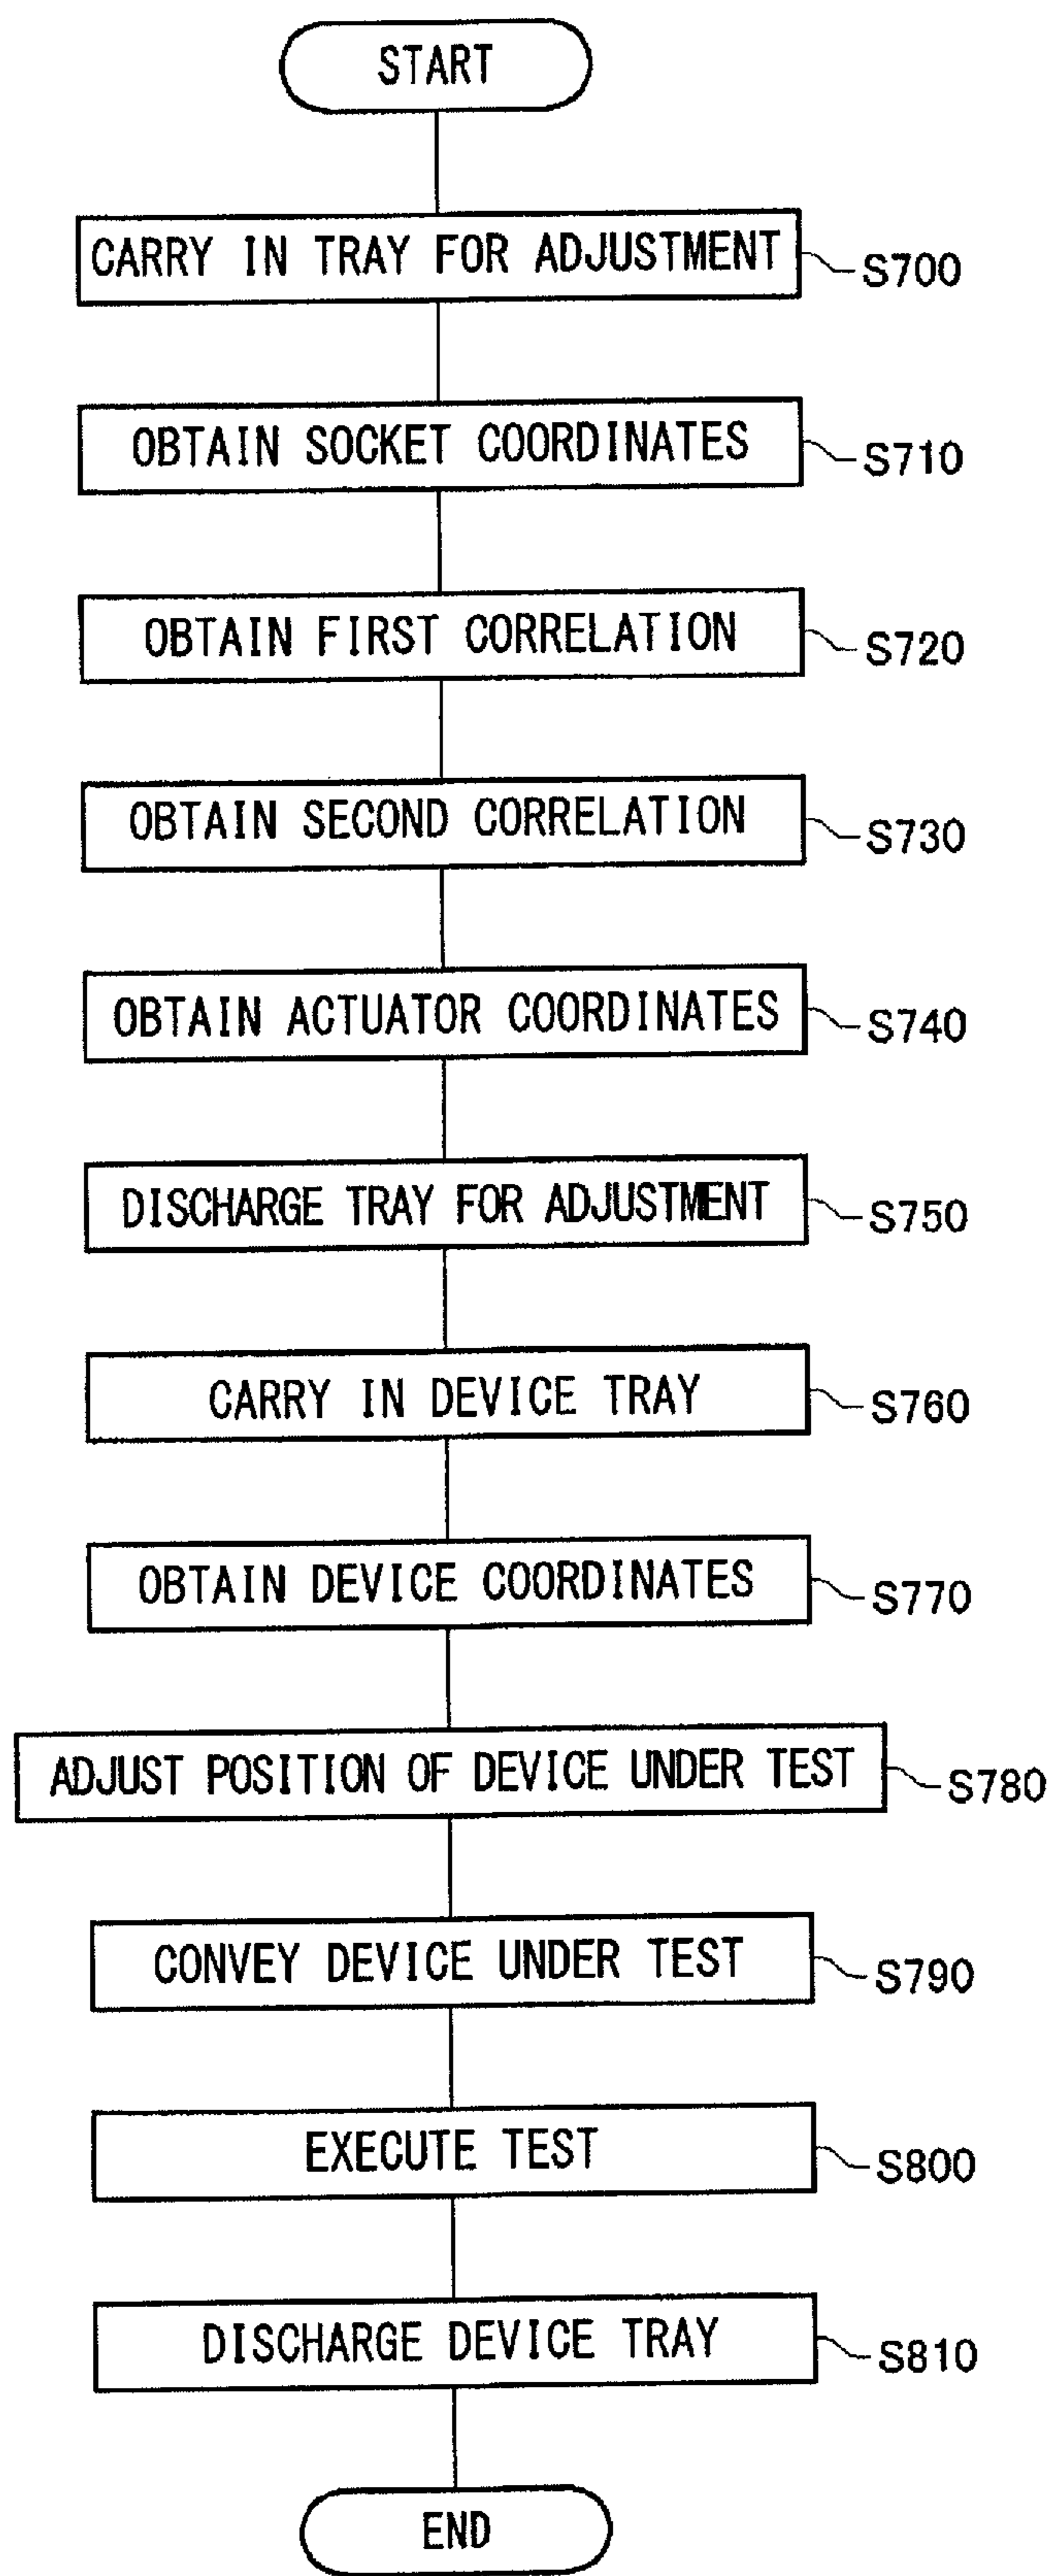 START
CARRY IN TRAY FOR ADJUSTMENT
S700
OBTAIN SOCKET COORDINATES
S710
OBTAIN FIRST CORRELATION
S720
OBTAIN SECOND CORRELATION
S730
OBTAIN ACTUATOR COORDINATES
S740
DISCHARGE TRAY FOR ADJUSTMENT
S750
CARRY IN DEVICE TRAY
S760
OBTAIN DEVICE COORDINATES
S770
ADJUST POSITION OF DEVICE UNDER TEST
S780
CONVEY DEVICE UNDER TEST
S790
EXECUTE TEST
S800
DISCHARGE DEVICE TRAY
S810
END